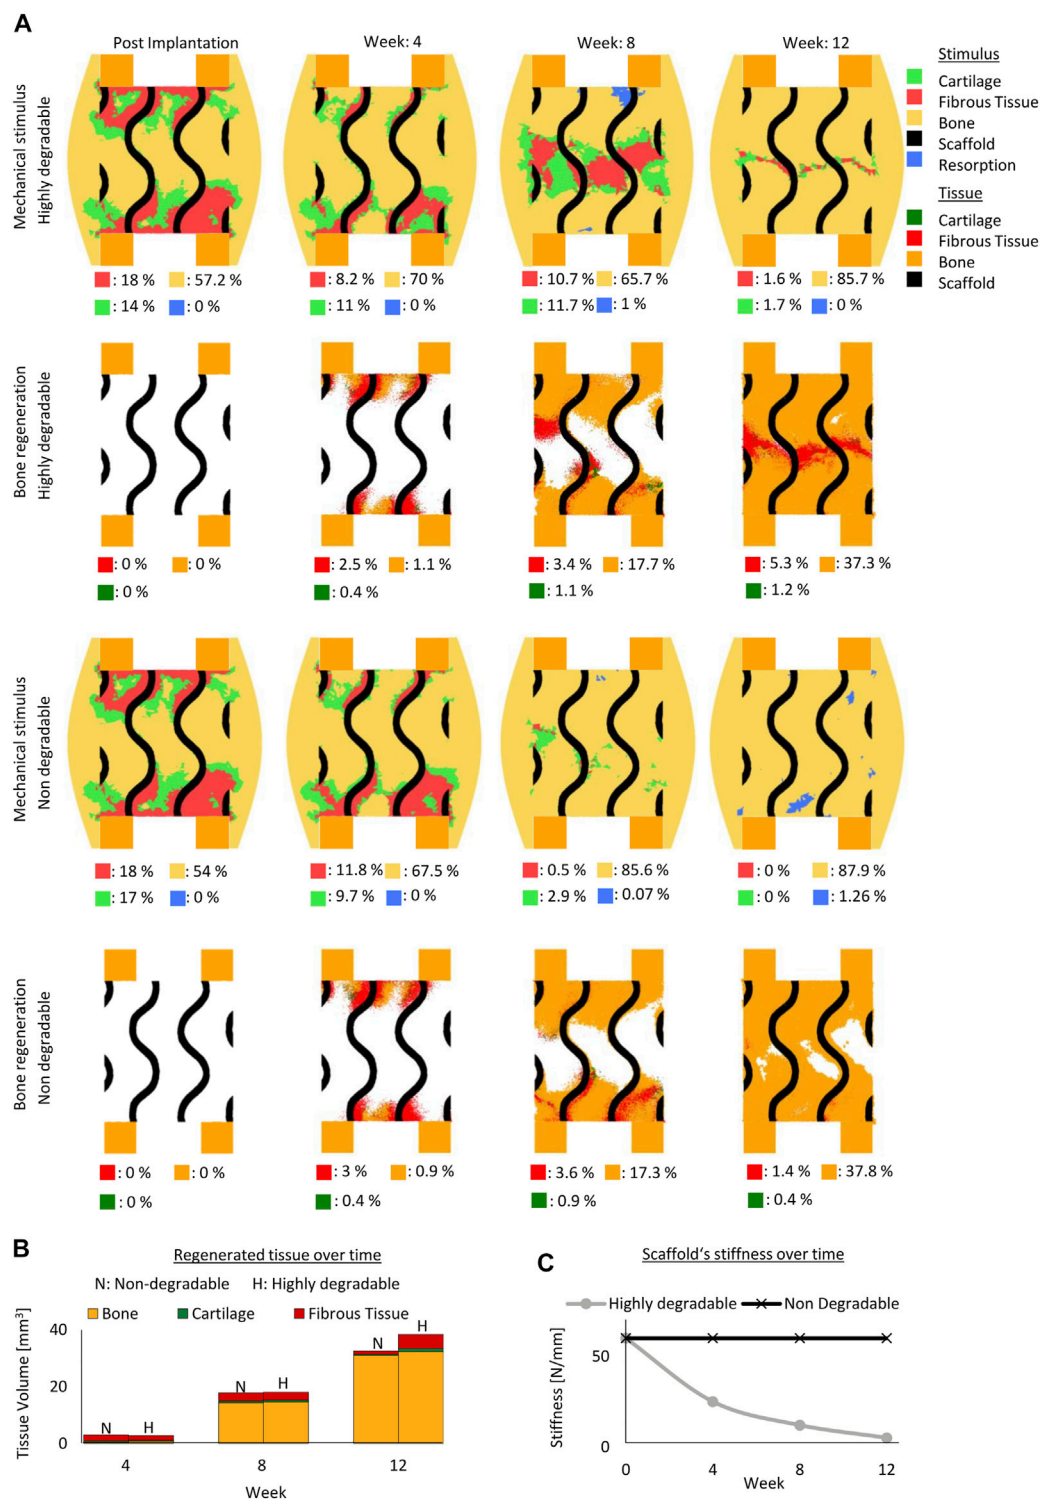 A
Post Implantation
Week: 4
Week: 8
Week: 12
Stimulus
Cartilage
Fibrous Tissue
Bone
Scaffold
Resorption
Tissue
Cartilage
Fibrous Tissue
Bone
Scaffold
Mechanical stimulus
Highly degradable
: 18 % : 57.2 %
: 14 % : 0 %
: 8.2 % : 70 %
: 11 % : 0 %
: 10.7 % : 65.7 %
: 11.7 % : 1 %
: 1.6 % : 85.7 %
: 1.7 % : 0 %
Bone regeneration
Highly degradable
: 0 % : 0 %
: 0 %
: 2.5 % : 1.1 %
: 0.4 %
: 3.4 % : 17.7 %
: 1.1 %
: 5.3 % : 37.3 %
: 1.2 %
Mechanical stimulus
Non degradable
: 18 % : 54 %
: 17 % : 0 %
: 11.8 % : 67.5 %
: 9.7 % : 0 %
: 0.5 % : 85.6 %
: 2.9 % : 0.07 %
: 0 % : 87.9 %
: 0 % : 1.26 %
Bone regeneration
Non degradable
: 0 % : 0 %
: 0 %
: 3 % : 0.9 %
: 0.4 %
: 3.6 % : 17.3 %
: 0.9 %
: 1.4 % : 37.8 %
: 0.4 %
B
Regenerated tissue over time
N: Non-degradable H: Highly degradable
Bone Cartilage Fibrous Tissue
Tissue Volume [mm³]
40
20
0
N H
N H
N H
4 8 12
Week
C
Scaffold's stiffness over time
Highly degradable Non Degradable
Stiffness [N/mm]
50
0
0 4 8 12
Week